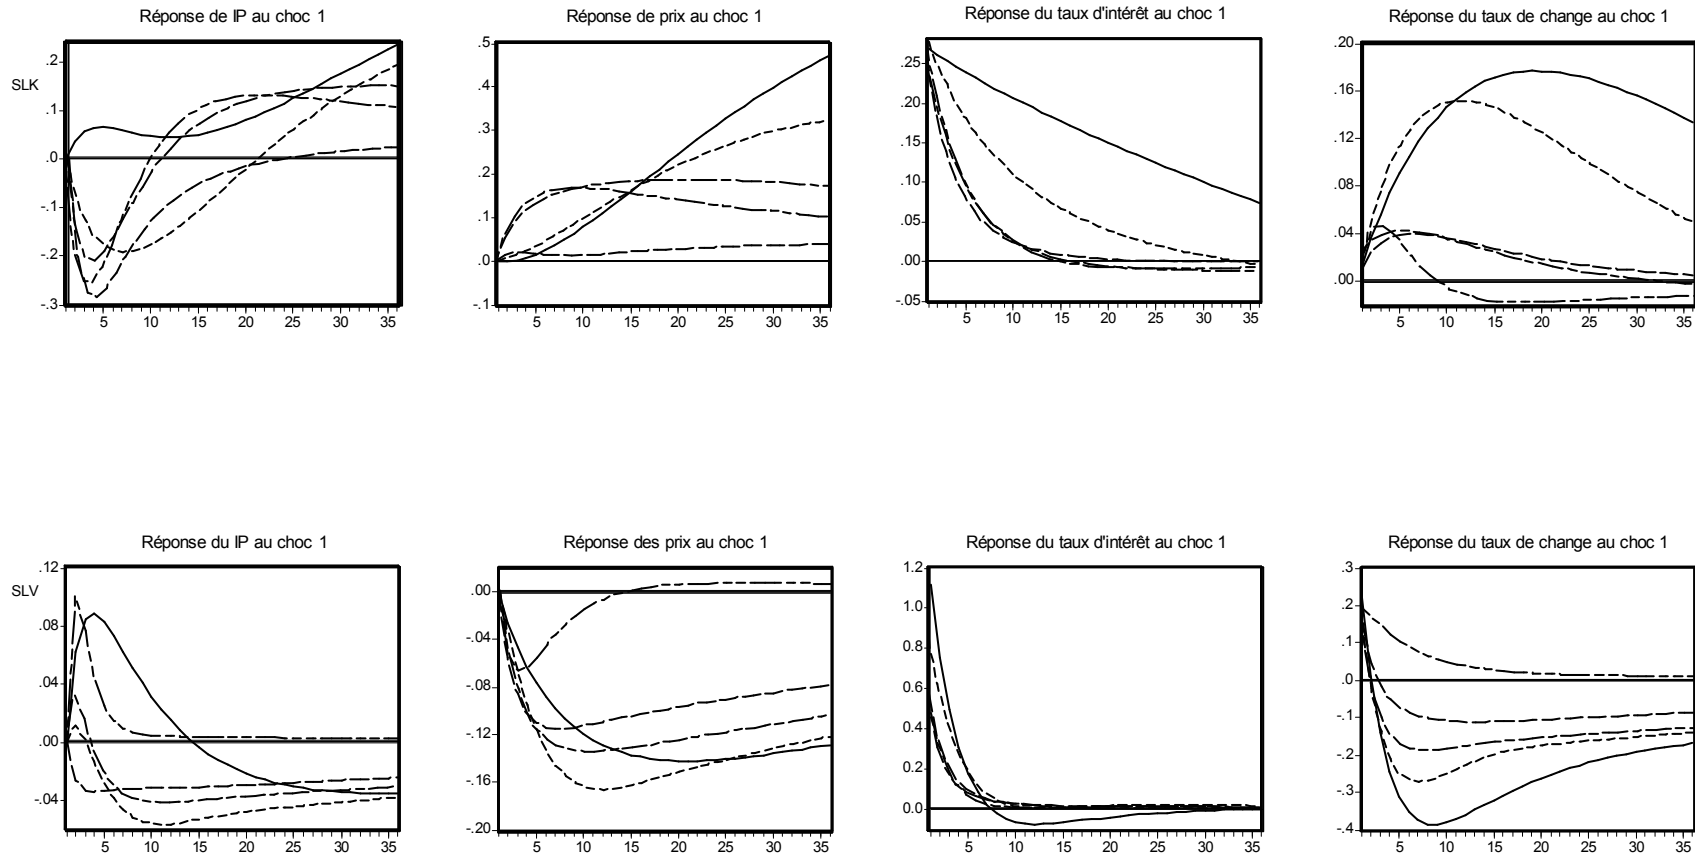 Réponse de IP au choc 1
Réponse de prix au choc 1
Réponse du taux d'intérêt au choc 1
Réponse du taux de change au choc 1
SLK
.2
.1
.0
-.1
-.2
-.3
5 10 15 20 25 30 35
.5
.4
.3
.2
.1
.0
-.1
5 10 15 20 25 30 35
.25
.20
.15
.10
.05
.00
-.05
5 10 15 20 25 30 35
.20
.16
.12
.08
.04
.00
5 10 15 20 25 30 35
Réponse du IP au choc 1
Réponse des prix au choc 1
Réponse du taux d'intérêt au choc 1
Réponse du taux de change au choc 1
SLV
.12
.08
.04
.00
-.04
5 10 15 20 25 30 35
.00
-.04
-.08
-.12
-.16
-.20
5 10 15 20 25 30 35
1.2
1.0
0.8
0.6
0.4
0.2
0.0
5 10 15 20 25 30 35
.3
.2
.1
.0
-.1
-.2
-.3
-.4
5 10 15 20 25 30 35